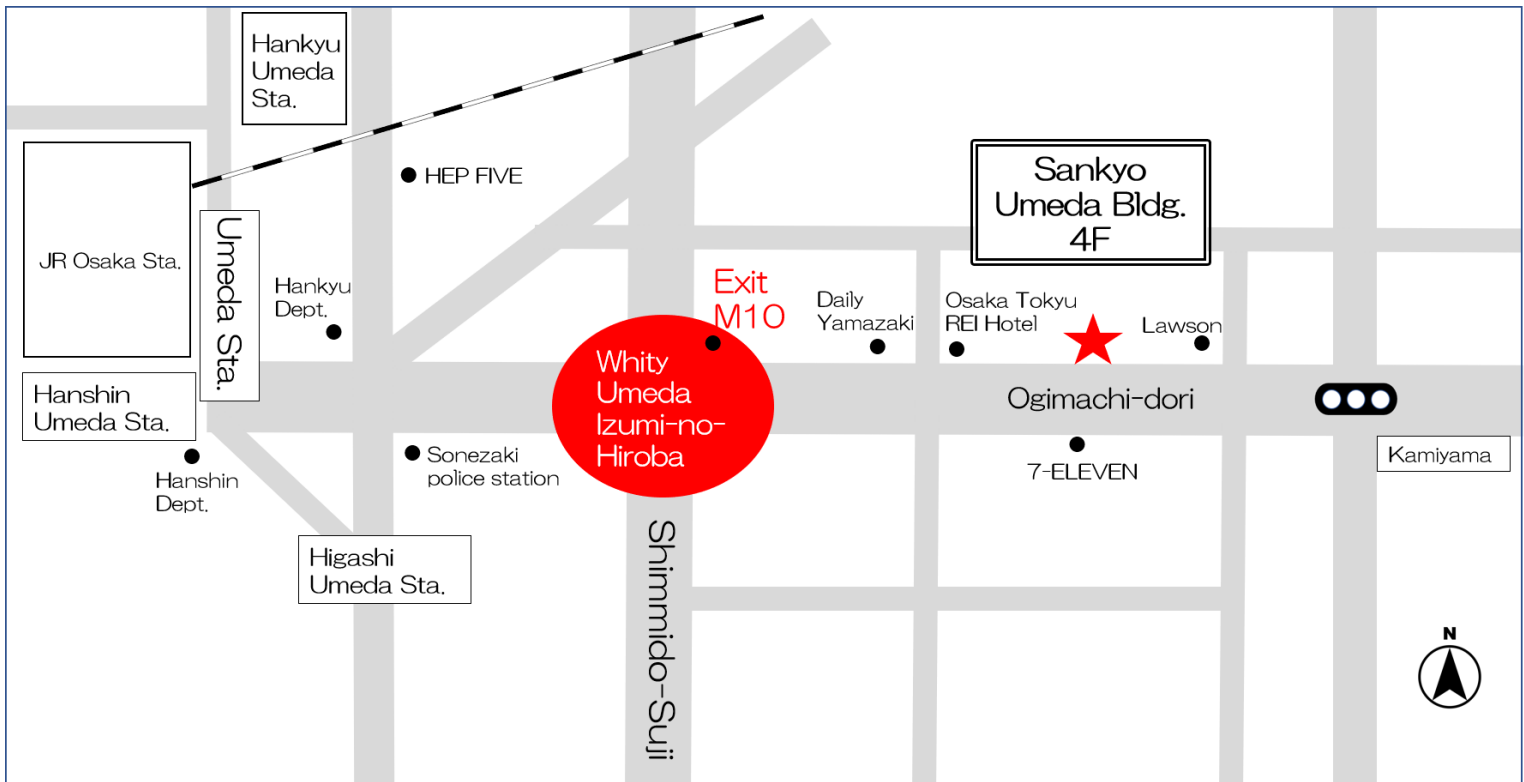 Hankyu
Umeda
Sta.
HEP FIVE
JR Osaka Sta.
Umeda Sta.
Hankyu
Dept.
Sankyo
Umeda Bldg.
4F
Exit
M10
Daily
Yamazaki
Osaka Tokyu
REI Hotel
Lawson
Whity
Umeda
Izumi-no-
Hiroba
Ogimachi-dori
Hanshin
Umeda Sta.
Hanshin
Dept.
Sonezaki
police station
7-ELEVEN
Kamiyama
Higashi
Umeda Sta.
Shimmido-Suji
N